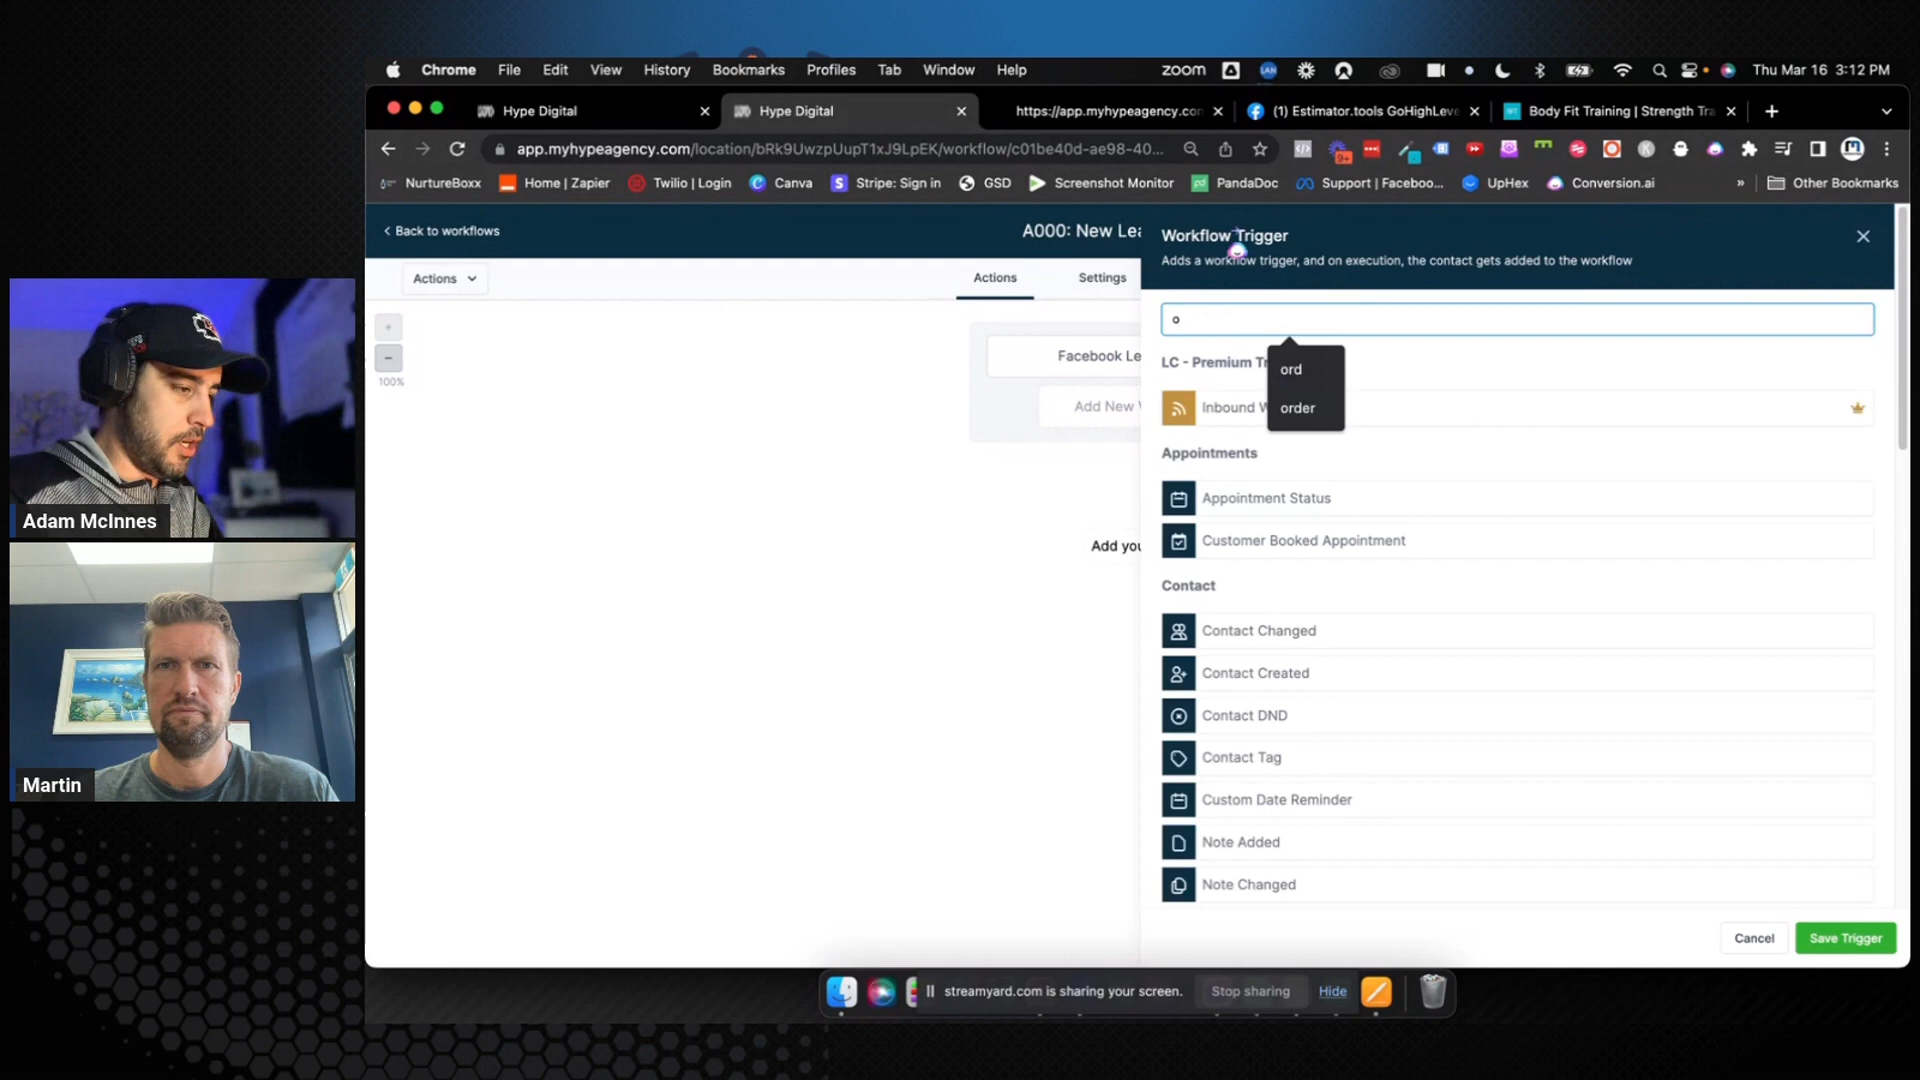 Chrome File Edit View History Bookmarks Profiles Tab Window Help
zoom LAN Thu Mar 16 3:12 PM
Hype Digital
Hype Digital
https://app.myhypeagency.con
(1) Estimator.tools GoHighLeve
Body Fit Training | Strength Tra
app.myhypeagency.com/location/bRk9UwzpUupT1xJ9LpEK/workflow/c01be40d-ae98-40...
9+
NurtureBoxx Home | Zapier Twilio | Login Canva Stripe: Sign in GSD Screenshot Monitor PandaDoc Support | Faceboo... UpHex Conversion.ai » Other Bookmarks
Back to workflows
A000: New Lea
Actions
Actions Settings
100%
Facebook Le
Add New
Add you
Workflow Trigger
Adds a workflow trigger, and on execution, the contact gets added to the workflow
o
ord
order
LC - Premium Tr
Inbound W
Appointments
Appointment Status
Customer Booked Appointment
Contact
Contact Changed
Contact Created
Contact DND
Contact Tag
Custom Date Reminder
Note Added
Note Changed
Cancel Save Trigger
streamyard.com is sharing your screen. Stop sharing Hide
Adam McInnes
Martin